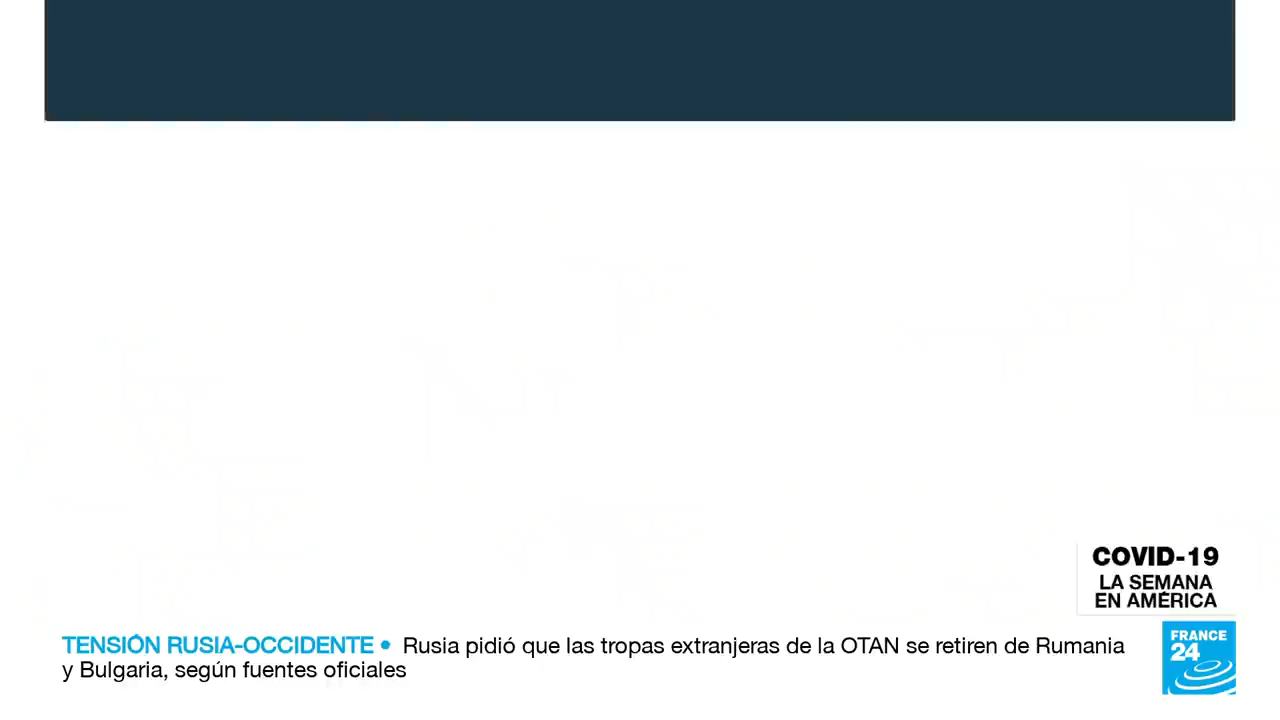 COVID-19
LA SEMANA
EN AMÉRICA
TENSIÓN RUSIA-OCCIDENTE • Rusia pidió que las tropas extranjeras de la OTAN se retiren de Rumania
y Bulgaria, según fuentes oficiales
FRANCE
24